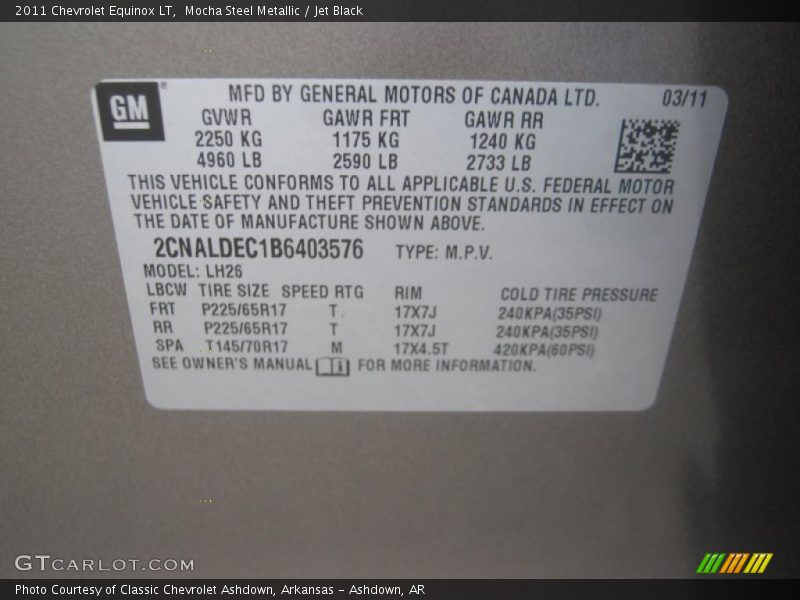 2011 Chevrolet Equinox LT, Mocha Steel Metallic / Jet Black
GM MFD BY GENERAL MOTORS OF CANADA LTD. 03/11
GVWR GAWR FRT GAWR RR
2250 KG 1175 KG 1240 KG
4960 LB 2590 LB 2733 LB
THIS VEHICLE CONFORMS TO ALL APPLICABLE U.S. FEDERAL MOTOR
VEHICLE SAFETY AND THEFT PREVENTION STANDARDS IN EFFECT ON
THE DATE OF MANUFACTURE SHOWN ABOVE.
2CNALDEC1B6403576 TYPE: M.P.V.
MODEL: LH26
LBCW TIRE SIZE SPEED RTG RIM COLD TIRE PRESSURE
FRT P225/65R17 T 17X7J 240KPA(35PSI)
RR P225/65R17 T 17X7J 240KPA(35PSI)
SPA T145/70R17 M 17X4.5T 420KPA(60PSI)
SEE OWNER'S MANUAL FOR MORE INFORMATION.
GTCARLOT.COM
Photo Courtesy of Classic Chevrolet Ashdown, Arkansas – Ashdown, AR